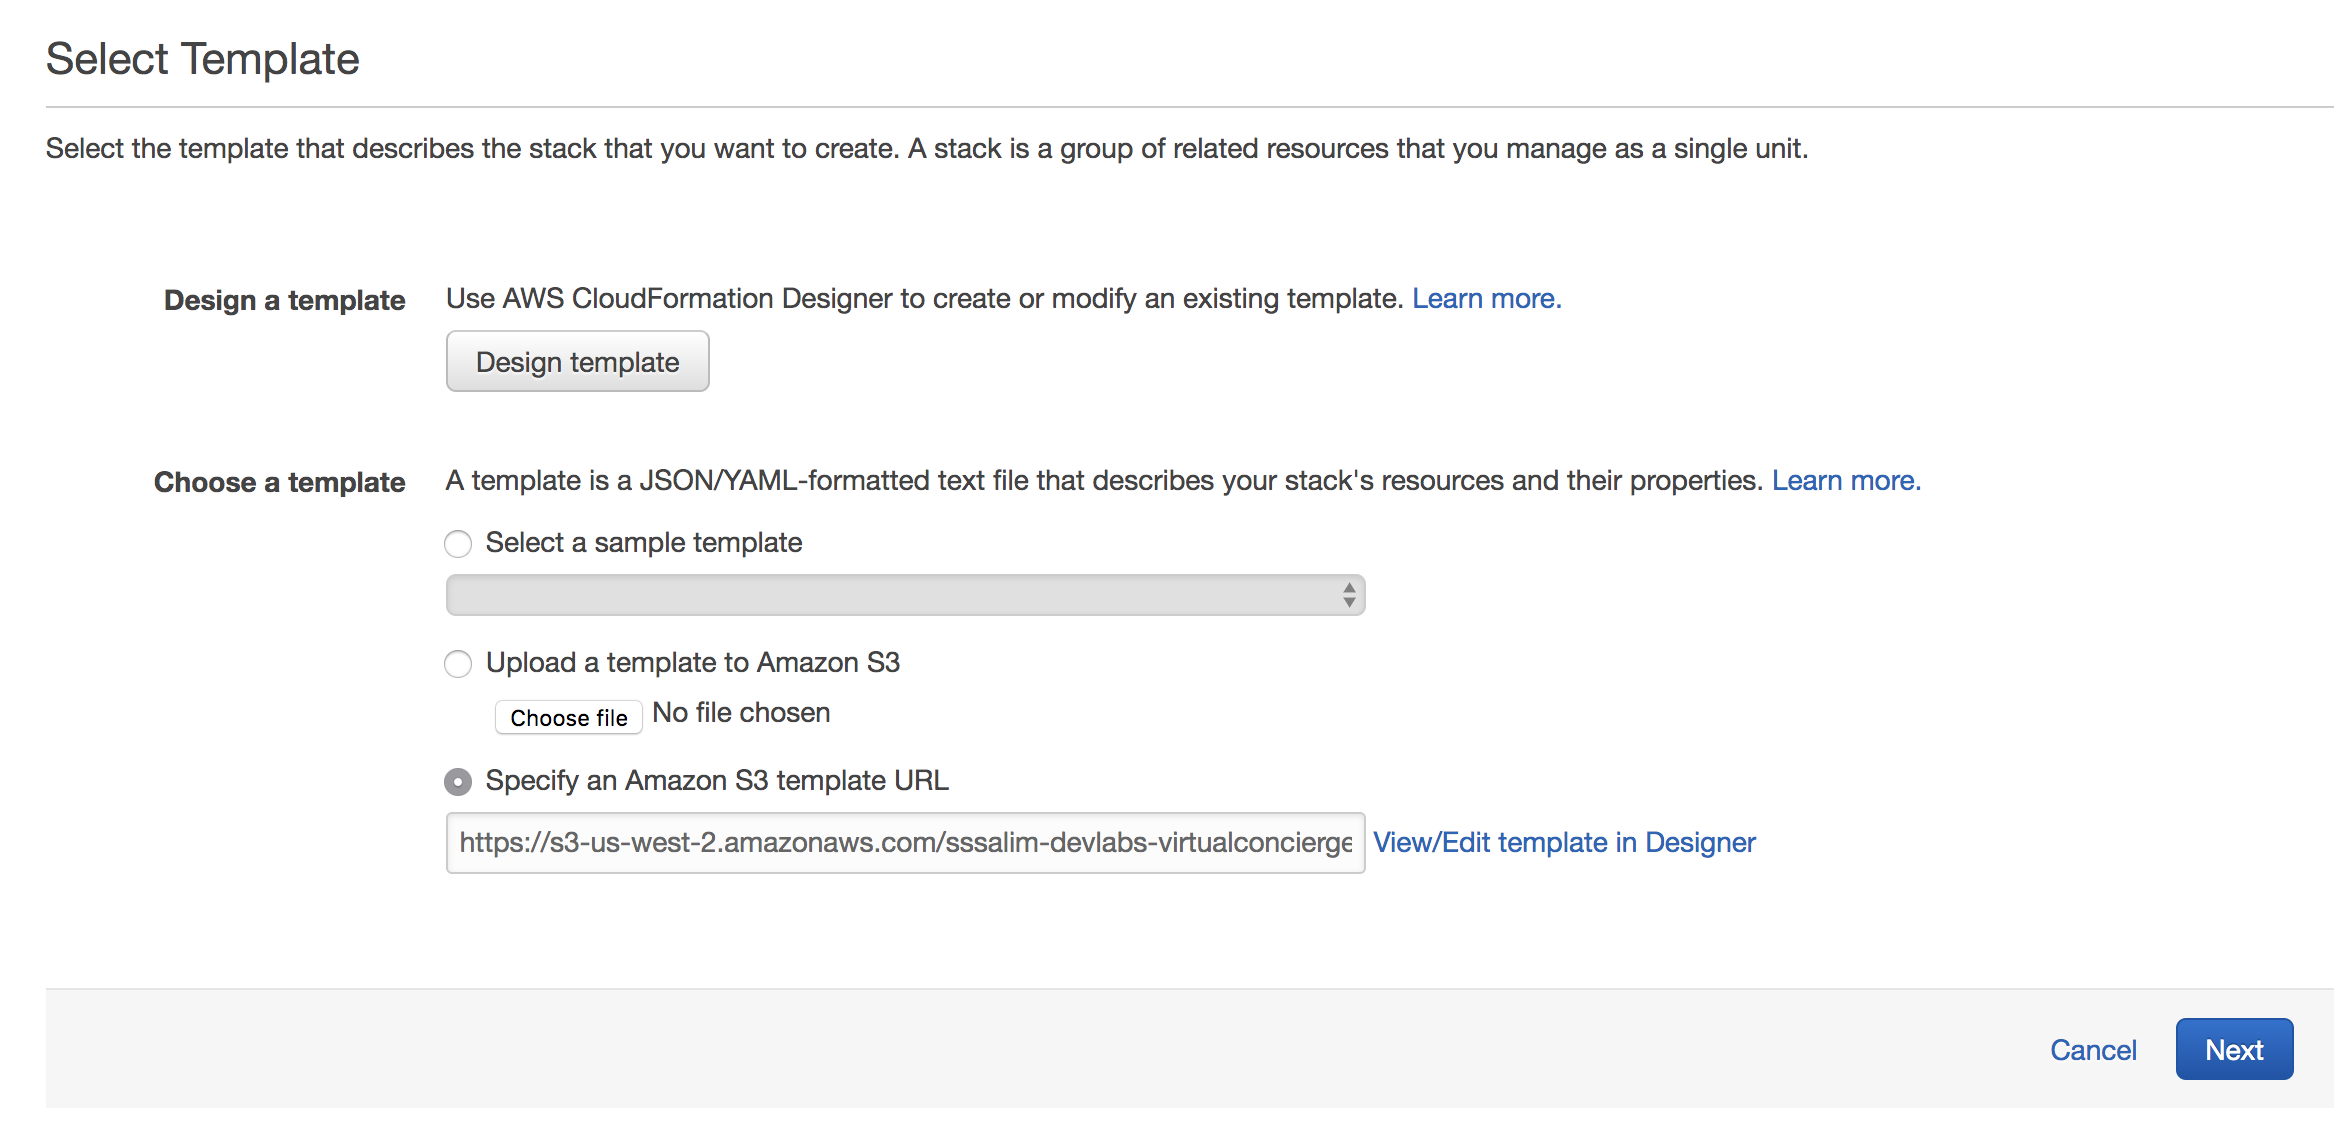 Select Template
Select the template that describes the stack that you want to create. A stack is a group of related resources that you manage as a single unit.
Design a template
Use AWS CloudFormation Designer to create or modify an existing template. Learn more.
Design template
Choose a template
A template is a JSON/YAML-formatted text file that describes your stack's resources and their properties. Learn more.
Select a sample template
Upload a template to Amazon S3
Choose file No file chosen
Specify an Amazon S3 template URL
https://s3-us-west-2.amazonaws.com/sssalim-devlabs-virtualconcierge View/Edit template in Designer
Cancel Next